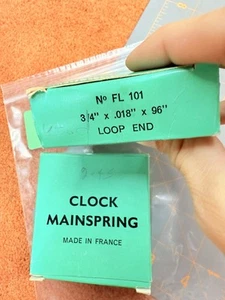 Nº FL 101
3/4" x .018" x 96"
LOOP END
CLOCK
MAINSPRING
MADE IN FRANCE